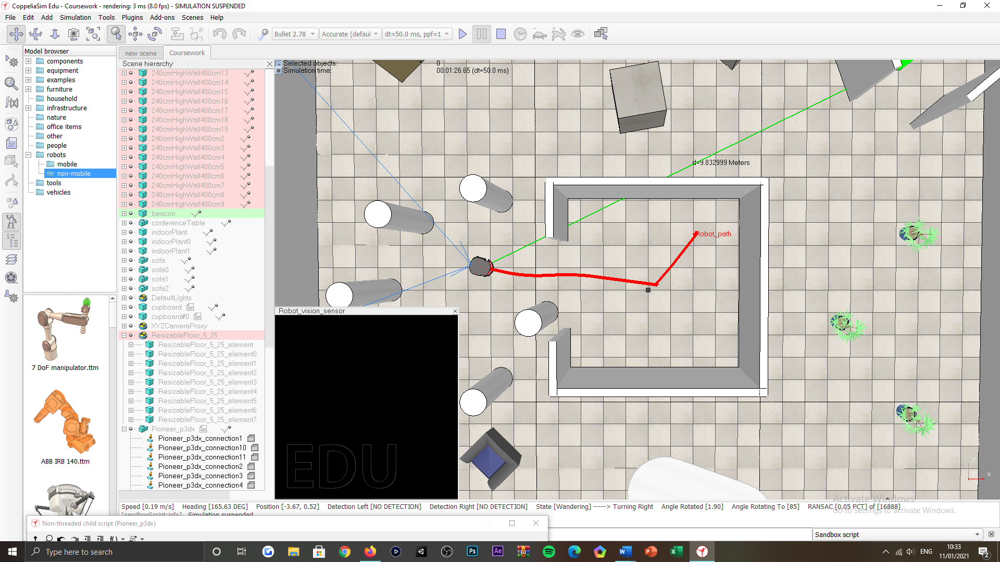 CoppeliaSim Edu - Coursework - rendering: 3 ms (8.0 fps) - SIMULATION SUSPENDED
File Edit Add Simulation Tools Plugins Add-ons Scenes Help
Bullet 2.78 Accurate (defaul dt=50.0 ms, ppf=1
Model browser
components
equipment
examples
furniture
household
infrastructure
nature
office items
other
people
robots
mobile
non-mobile
tools
vehicles
7 DoF manipulator.ttm
ABB IRB 140.ttm
new scene Coursework
Scene hierarchy
240cmHighWall400cm13
240cmHighWall400cm14
240cmHighWall400cm15
240cmHighWall400cm16
240cmHighWall400cm17
240cmHighWall400cm18
240cmHighWall400cm19
240cmHighWall400cm2
240cmHighWall400cm3
240cmHighWall400cm4
240cmHighWall400cm5
240cmHighWall400cm6
240cmHighWall400cm7
240cmHighWall400cm8
240cmHighWall400cm9
beacon
conferenceTable
indoorPlant
indoorPlant0
indoorPlant1
sofa
sofa0
sofa1
sofa2
DefaultLights
cupboard
cupboard#0
XYZCameraProxy
ResizableFloor_5_25
ResizableFloor_5_25_element
ResizableFloor_5_25_element0
ResizableFloor_5_25_element1
ResizableFloor_5_25_element2
ResizableFloor_5_25_element3
ResizableFloor_5_25_element4
ResizableFloor_5_25_element5
ResizableFloor_5_25_element6
ResizableFloor_5_25_element7
Pioneer_p3dx
Pioneer_p3dx_connection1
Pioneer_p3dx_connection10
Pioneer_p3dx_connection11
Pioneer_p3dx_connection2
Pioneer_p3dx_connection3
Pioneer_p3dx_connection4
Selected objects: 0
Simulation time: 00:01:26.65 (dt=50.0 ms)
d=9.832999 Meters
Robot_path
Robot_vision_sensor
EDU
y
z x
Speed [0.19 m/s] Heading [165.63 DEG] Position [-3.67, 0.52] Detection Left [NO DETECTION] Detection Right [NO DETECTION] State [Wandering] -----> Turning Right Angle Rotated [1.90] Angle Rotating To [85] RANSAC [0.05 PCT] of [16888]
[sandboxScript:info] Simulation suspended
Activate Windows
Go to Settings to activate Windows.
Non-threaded child script (Pioneer_p3dx)
f()
Sandbox script
Type here to search
Ps Ae
ENG
10:33
11/01/2021
2